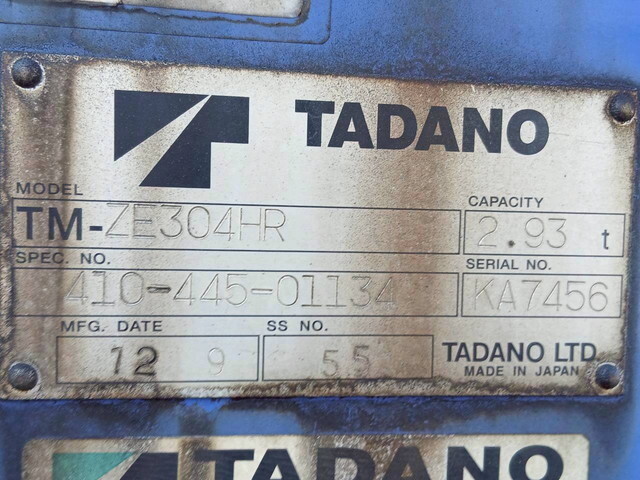 TADANO
MODEL
TM-ZE304HR
CAPACITY
2.93 t
SPEC. NO.
410-445-01134
SERIAL NO.
KA7456
MFG. DATE
12 9
SS NO.
55
TADANO LTD.
MADE IN JAPAN
TADANO